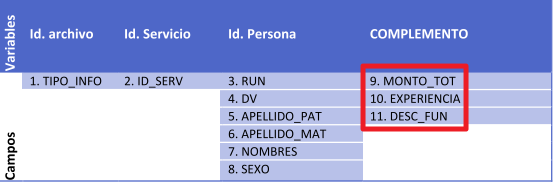 Variables
Id. archivo Id. Servicio Id. Persona COMPLEMENTO
Campos
1. TIPO_INFO 2. ID_SERV 3. RUN 9. MONTO_TOT
4. DV 10. EXPERIENCIA
5. APELLIDO_PAT 11. DESC_FUN
6. APELLIDO_MAT
7. NOMBRES
8. SEXO